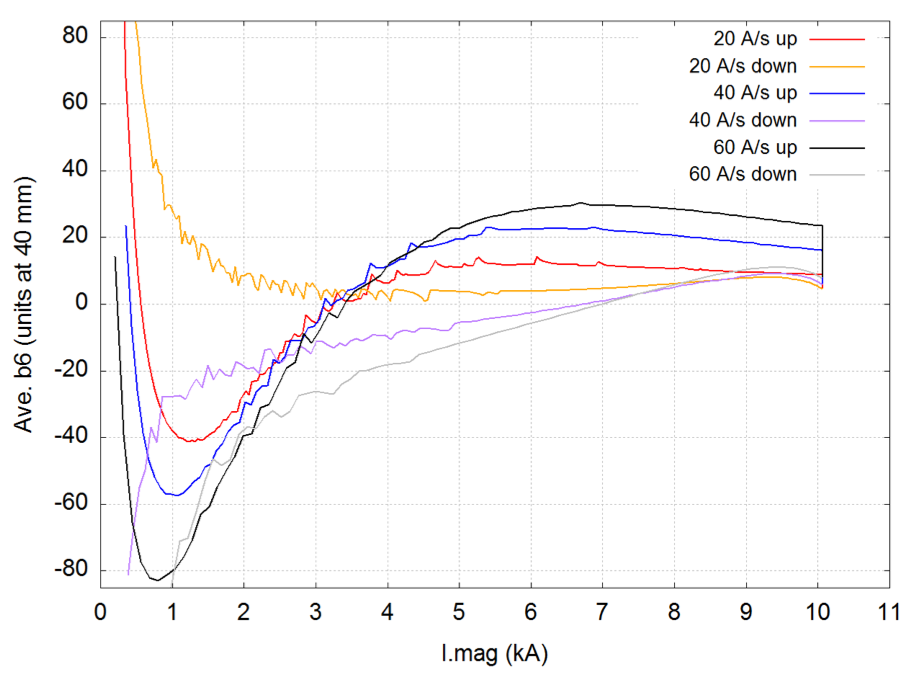 80
60
40
20
0
-20
-40
-60
-80
0 1 2 3 4 5 6 7 8 9 10 11
Ave. b6 (units at 40 mm)
I.mag (kA)
20 A/s up
20 A/s down
40 A/s up
40 A/s down
60 A/s up
60 A/s down